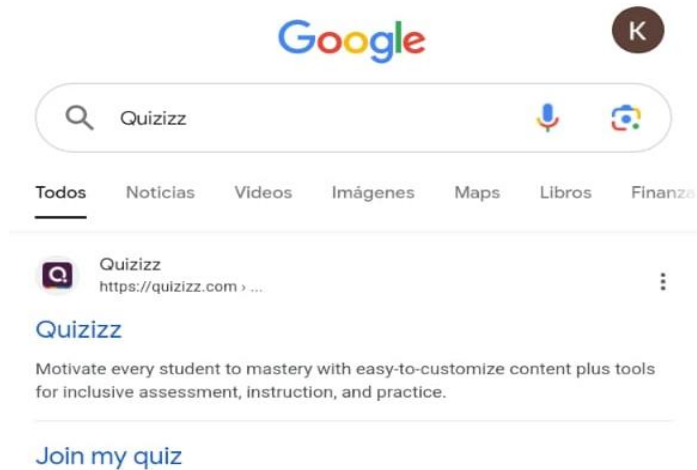 Google
K
Quizizz
Todos Noticias Videos Imágenes Maps Libros Finanza
Q
Quizizz
https://quizizz.com › ...
Quizizz
Motivate every student to mastery with easy-to-customize content plus tools
for inclusive assessment, instruction, and practice.
Join my quiz